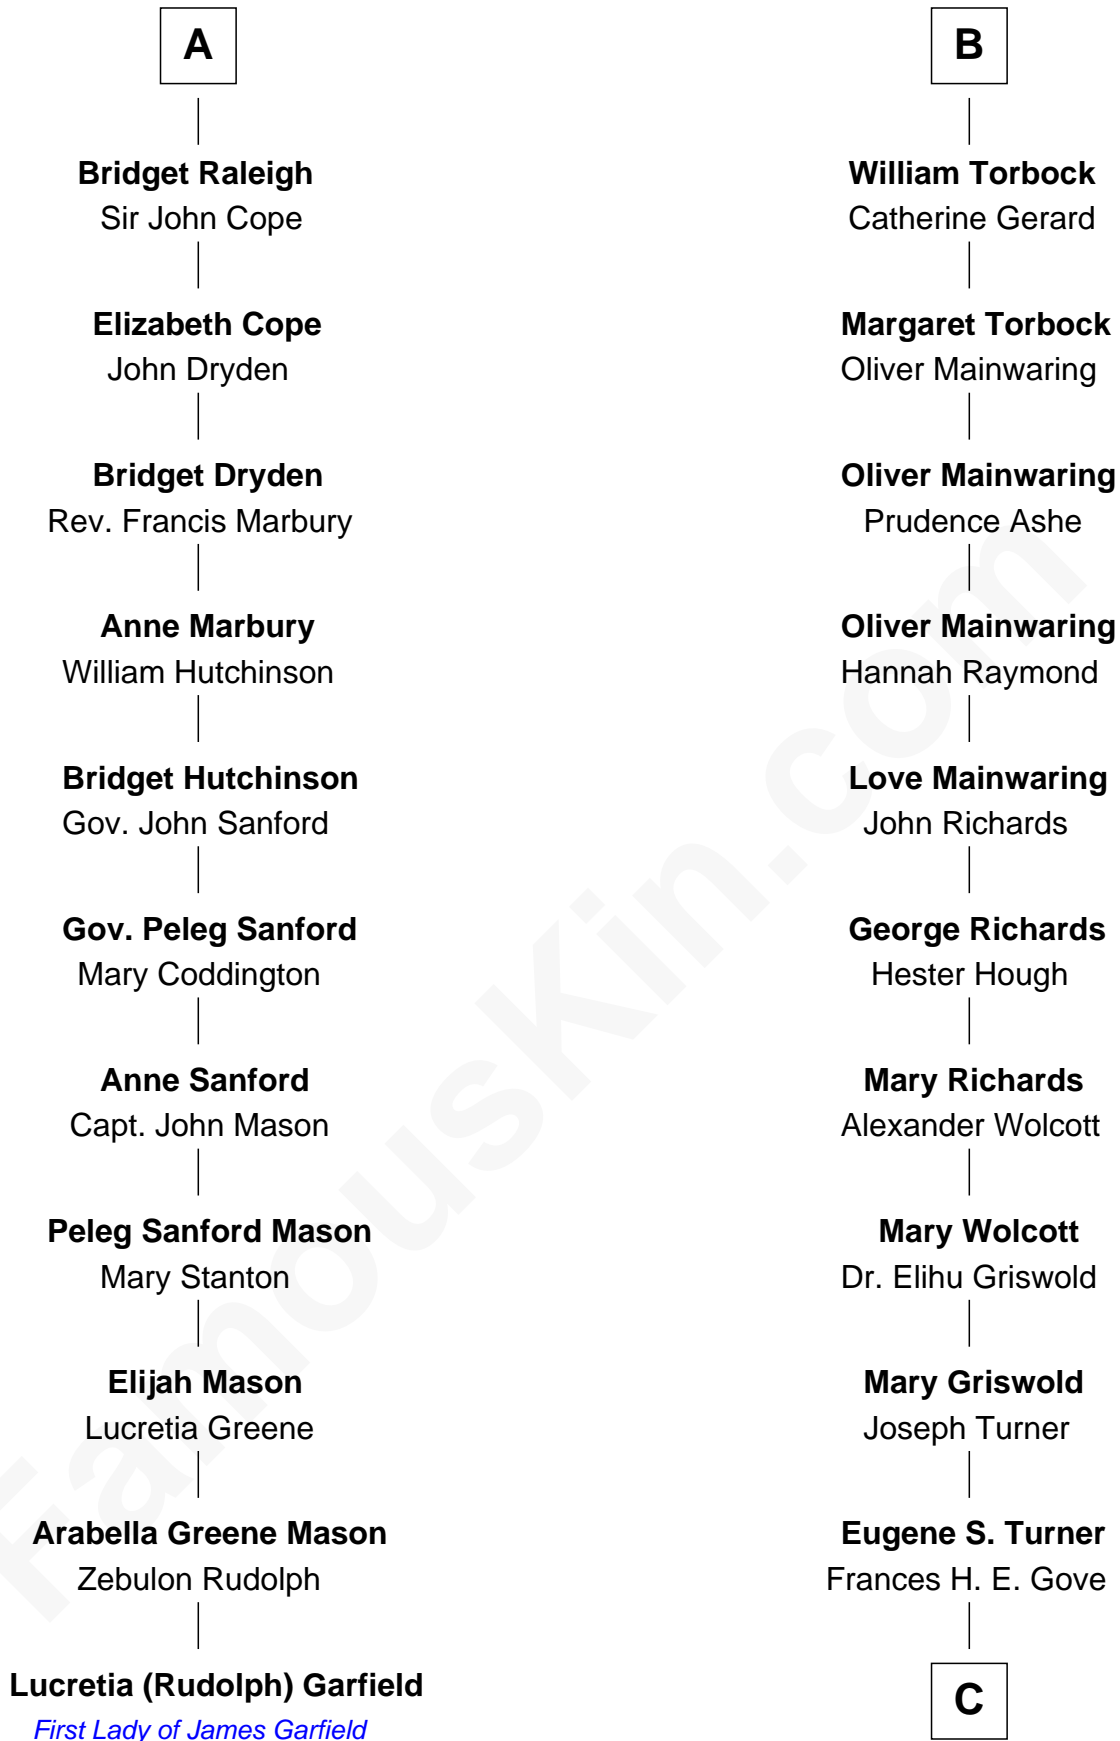 A
Bridget Raleigh
Sir John Cope
Elizabeth Cope
John Dryden
Bridget Dryden
Rev. Francis Marbury
Anne Marbury
William Hutchinson
Bridget Hutchinson
Gov. John Sanford
Gov. Peleg Sanford
Mary Coddington
Anne Sanford
Capt. John Mason
Peleg Sanford Mason
Mary Stanton
Elijah Mason
Lucretia Greene
Arabella Greene Mason
Zebulon Rudolph
Lucretia (Rudolph) Garfield
First Lady of James Garfield
B
William Torbock
Catherine Gerard
Margaret Torbock
Oliver Mainwaring
Oliver Mainwaring
Prudence Ashe
Oliver Mainwaring
Hannah Raymond
Love Mainwaring
John Richards
George Richards
Hester Hough
Mary Richards
Alexander Wolcott
Mary Wolcott
Dr. Elihu Griswold
Mary Griswold
Joseph Turner
Eugene S. Turner
Frances H. E. Gove
C
FamousKin.com